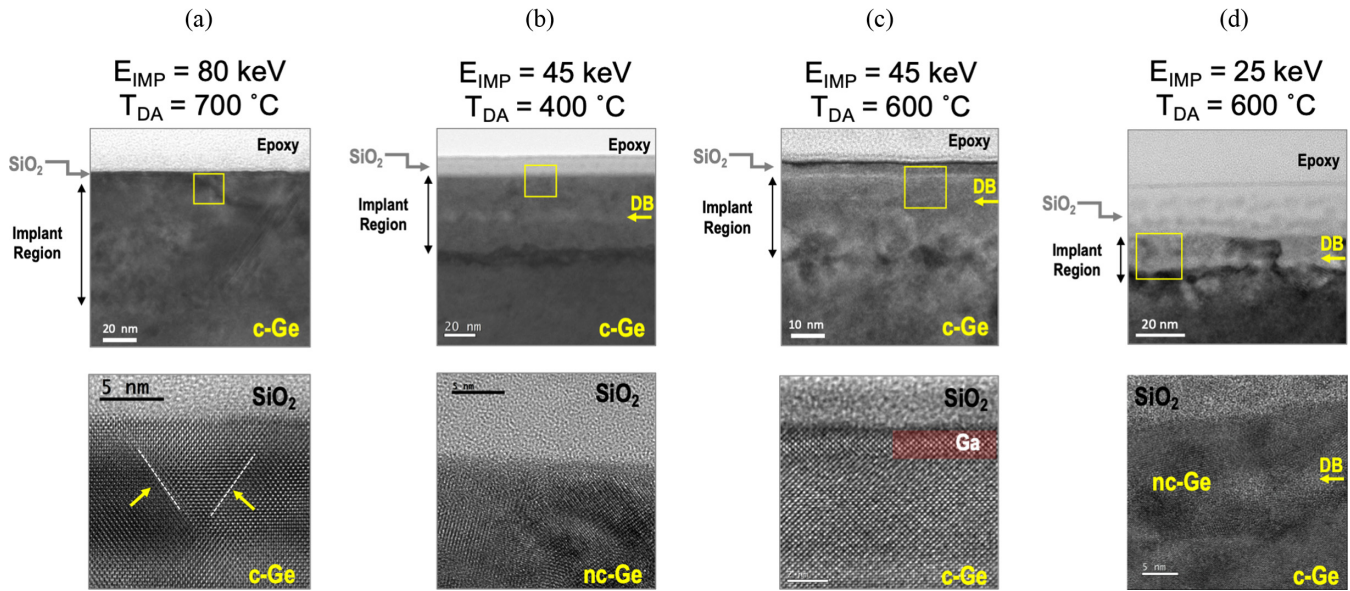 (a)
E_IMP = 80 keV
T_DA = 700 ˚C
SiO₂
Epoxy
Implant
Region
20 nm
c-Ge
5 nm
SiO₂
c-Ge
(b)
E_IMP = 45 keV
T_DA = 400 ˚C
SiO₂
Epoxy
Implant
Region
DB
20 nm
c-Ge
5 nm
SiO₂
nc-Ge
(c)
E_IMP = 45 keV
T_DA = 600 ˚C
SiO₂
Epoxy
Implant
Region
DB
10 nm
c-Ge
SiO₂
Ga
c-Ge
(d)
E_IMP = 25 keV
T_DA = 600 ˚C
Epoxy
SiO₂
Implant
Region
DB
20 nm
SiO₂
nc-Ge
DB
5 nm
c-Ge